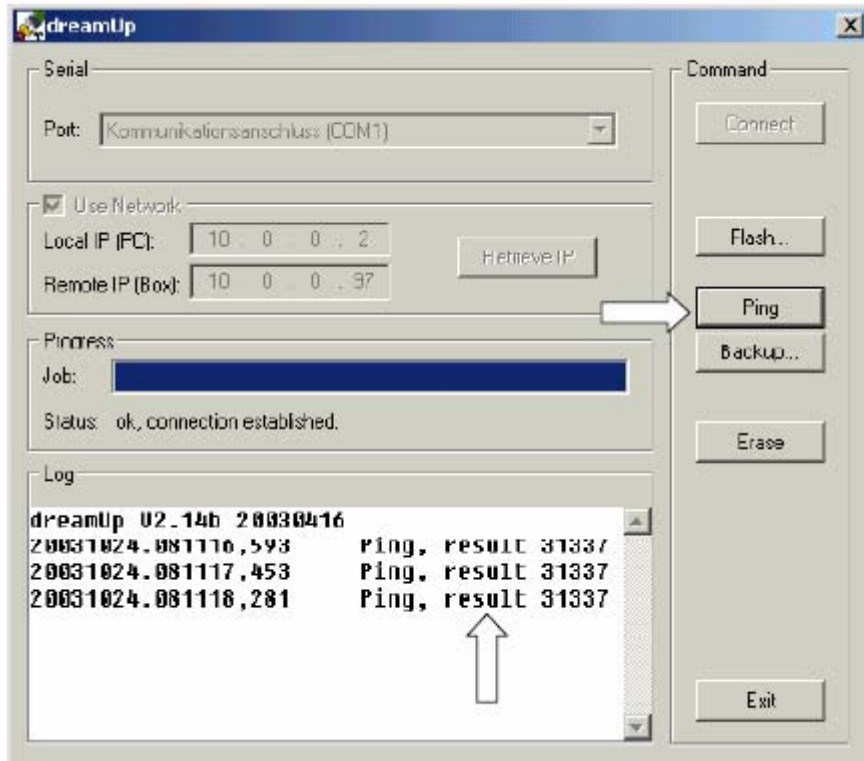 dreamUp
Serial
Port: Kommunikationsanschluss (COM1)
Use Network
Local IP (PC): 10 . 0 . 0 . 2
Remote IP (Box): 10 . 0 . 0 . 97
Retrieve IP
Progress
Job:
Status: ok, connection established.
Log
dreamUp V2.14b 20030416
20031024.081116,593 Ping, result 31337
20031024.081117,453 Ping, result 31337
20031024.081118,281 Ping, result 31337
Command
Connect
Flash...
Ping
Backup...
Erase
Exit